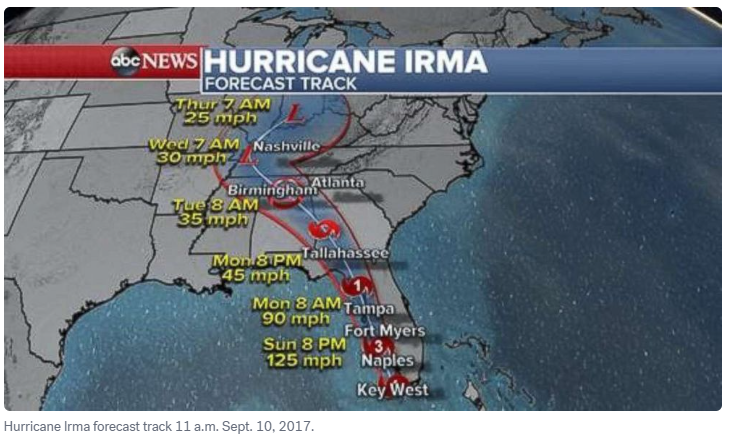 abc NEWS HURRICANE IRMA
FORECAST TRACK
Thur 7 AM
25 mph
L
Wed 7 AM
30 mph
L
Nashville
Birmingham
Atlanta
Tue 8 AM
35 mph
Tallahassee
Mon 8 PM
45 mph
1
Mon 8 AM
90 mph
Tampa
Fort Myers
Sun 8 PM
125 mph
3
Naples
Key West
Hurricane Irma forecast track 11 a.m. Sept. 10, 2017.